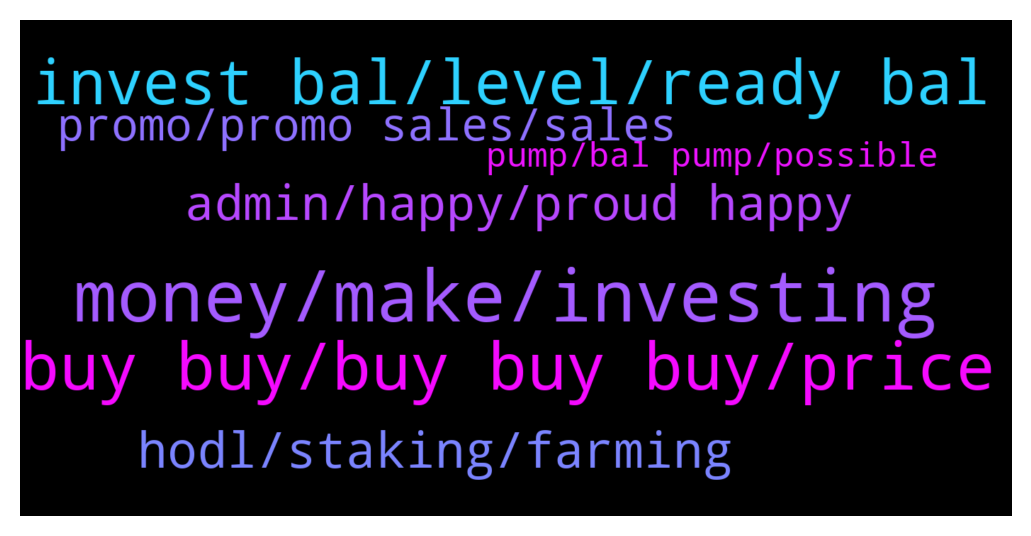 invest bal/level/ready bal
promo/promo sales/sales
pump/bal pump/possible
admin/happy/proud happy
money/make/investing
buy buy/buy buy buy/price
hodl/staking/farming